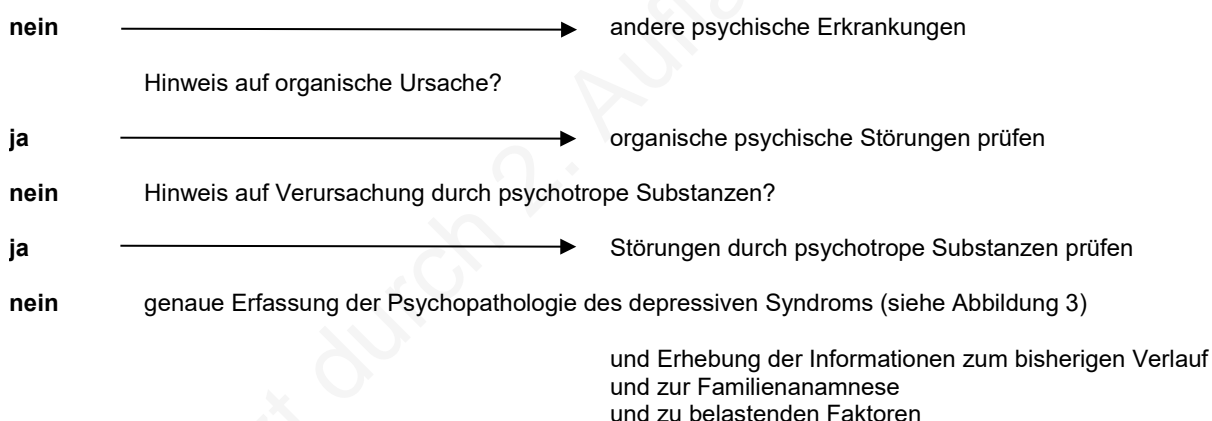 nein andere psychische Erkrankungen
Hinweis auf organische Ursache?
ja organische psychische Störungen prüfen
nein Hinweis auf Verursachung durch psychotrope Substanzen?
ja Störungen durch psychotrope Substanzen prüfen
nein genaue Erfassung der Psychopathologie des depressiven Syndroms (siehe Abbildung 3)
und Erhebung der Informationen zum bisherigen Verlauf
und zur Familienanamnese
und zu belastenden Faktoren
durch 2.